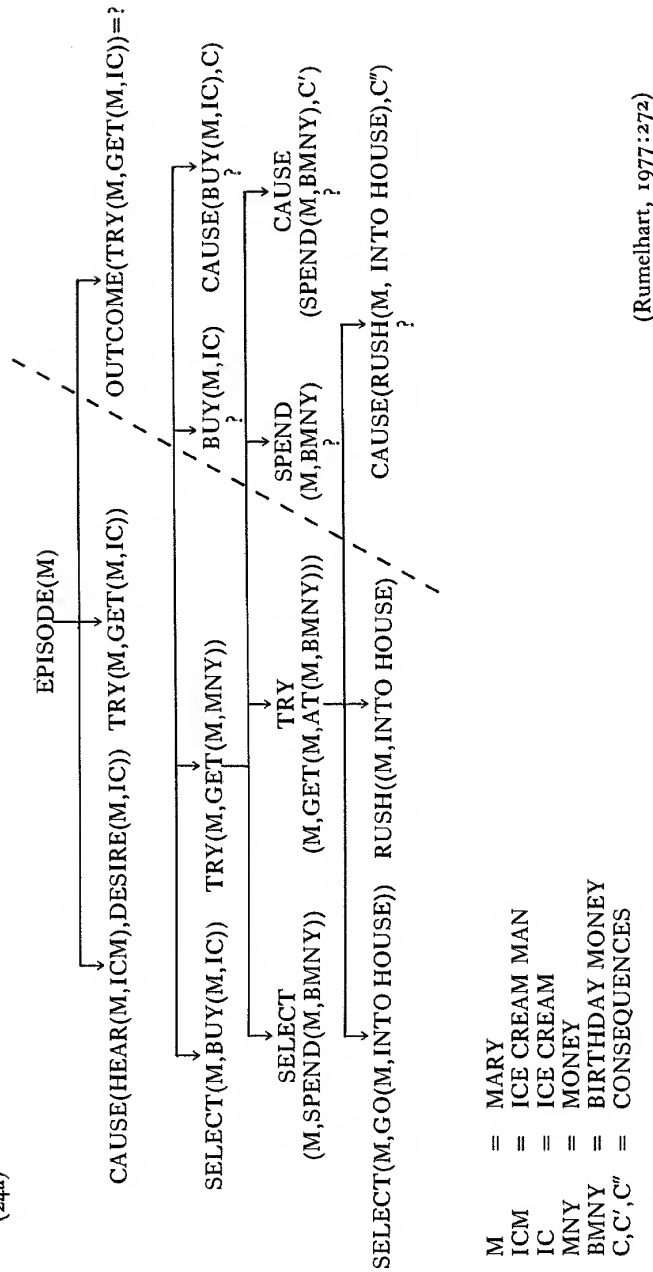 (24a)
EPISODE(M)
CAUSE(HEAR(M,ICM),DESIRE(M,IC)) TRY(M,GET(M,IC)) OUTCOME(TRY(M,GET(M,IC))=?
SELECT(M,BUY(M,IC)) TRY(M,GET(M,MNY)) BUY(M,IC) CAUSE(BUY(M,IC),C)
? ?
SELECT TRY SPEND CAUSE
(M,SPEND(M,BMNY)) (M,GET(M,AT(M,BMNY))) (M,BMNY) (SPEND(M,BMNY),C')
? ?
SELECT(M,GO(M,INTO HOUSE)) RUSH((M,INTO HOUSE) CAUSE(RUSH(M, INTO HOUSE),C")
?
M = MARY
ICM = ICE CREAM MAN
IC = ICE CREAM
MNY = MONEY
BMNY = BIRTHDAY MONEY
C,C',C" = CONSEQUENCES
(Rumelhart, 1977:272)